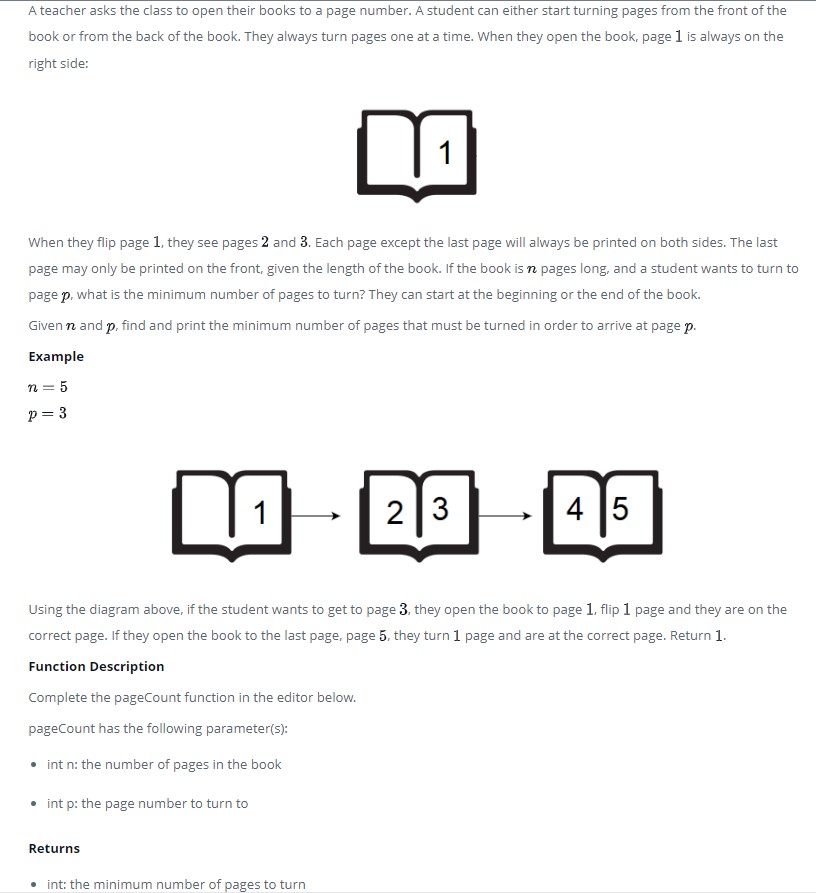 A teacher asks the class to open their books to a page number. A student can either start turning pages from the front of the
book or from the back of the book. They always turn pages one at a time. When they open the book, page 1 is always on the
right side:
1
When they flip page 1, they see pages 2 and 3. Each page except the last page will always be printed on both sides. The last
page may only be printed on the front, given the length of the book. If the book is n pages long, and a student wants to turn to
page p, what is the minimum number of pages to turn? They can start at the beginning or the end of the book.
Given n and p, find and print the minimum number of pages that must be turned in order to arrive at page p.
Example
n = 5
p = 3
1 2 3 4 5
Using the diagram above, if the student wants to get to page 3, they open the book to page 1, flip 1 page and they are on the
correct page. If they open the book to the last page, page 5, they turn 1 page and are at the correct page. Return 1.
Function Description
Complete the pageCount function in the editor below.
pageCount has the following parameter(s):
• int n: the number of pages in the book
• int p: the page number to turn to
Returns
• int: the minimum number of pages to turn